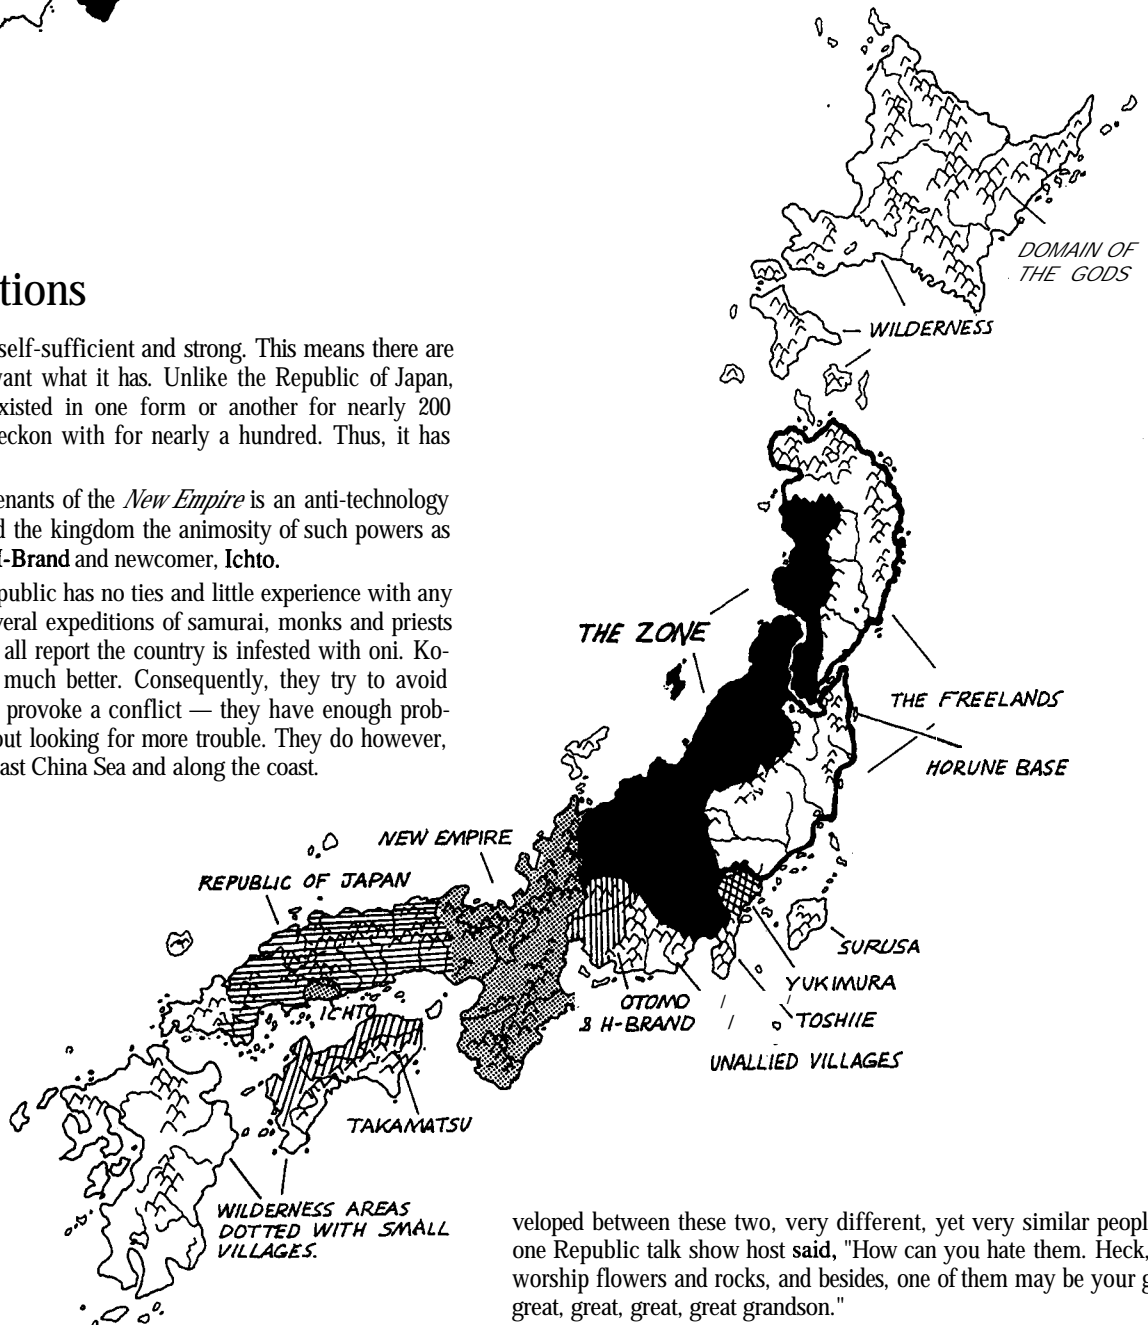 tions
self-sufficient and strong. This means there are
vant what it has. Unlike the Republic of Japan,
xisted in one form or another for nearly 200
eckon with for nearly a hundred. Thus, it has
enants of the New Empire is an anti-technology
d the kingdom the animosity of such powers as
I-Brand and newcomer, Ichto.
public has no ties and little experience with any
veral expeditions of samurai, monks and priests
all report the country is infested with oni. Ko-
much better. Consequently, they try to avoid
provoke a conflict — they have enough prob-
out looking for more trouble. They do however,
ast China Sea and along the coast.
DOMAIN OF
THE GODS
WILDERNESS
THE ZONE
THE FREELANDS
HORUNE BASE
NEW EMPIRE
REPUBLIC OF JAPAN
ICHTO
SURUSA
YUKIMURA
OTOMO
& H-BRAND
TOSHIIE
UNALLIED VILLAGES
TAKAMATSU
WILDERNESS AREAS
DOTTED WITH SMALL
VILLAGES.
veloped between these two, very different, yet very similar peopl
one Republic talk show host said, "How can you hate them. Heck,
worship flowers and rocks, and besides, one of them may be your g
great, great, great, great grandson."